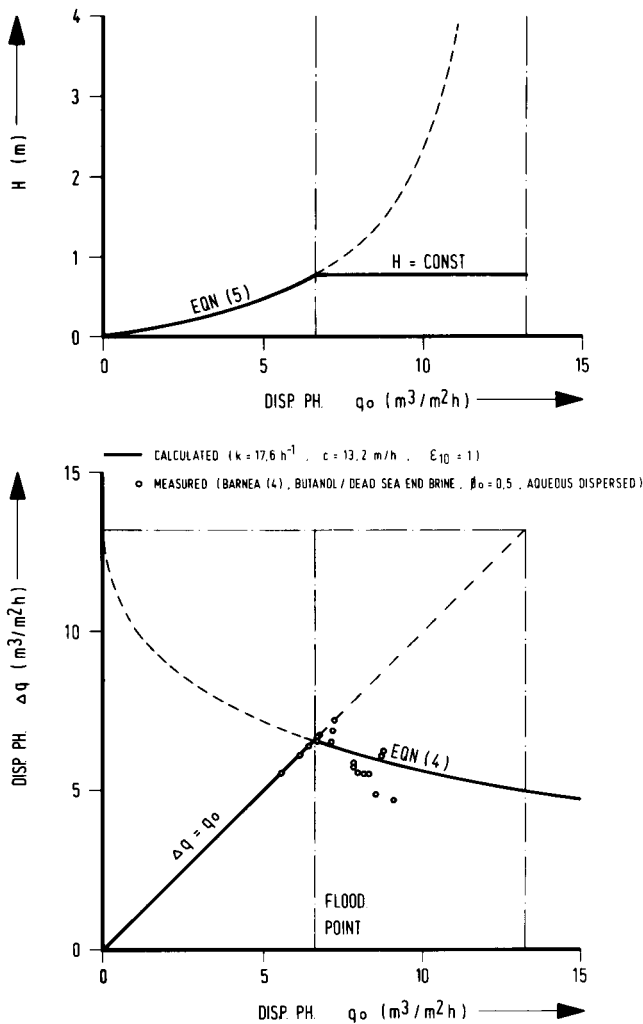 4
3
H (m)
2
1
0
EQN (5)
H = CONST
0 5 10 15
DISP. PH. qo (m³/m²h)
CALCULATED (k = 17,6 h⁻¹ , c = 13,2 m/h , ε₁₀ = 1)
MEASURED (BARNEA (4) , BUTANOL / DEAD SEA END BRINE , ø₀ = 0,5 , AQUEOUS DISPERSED)
15
DISP. PH. Δq (m³/m²h)
10
5
0
EQN (4)
Δq = qo
FLOOD
POINT
0 5 10 15
DISP. PH. qo (m³/m²h)